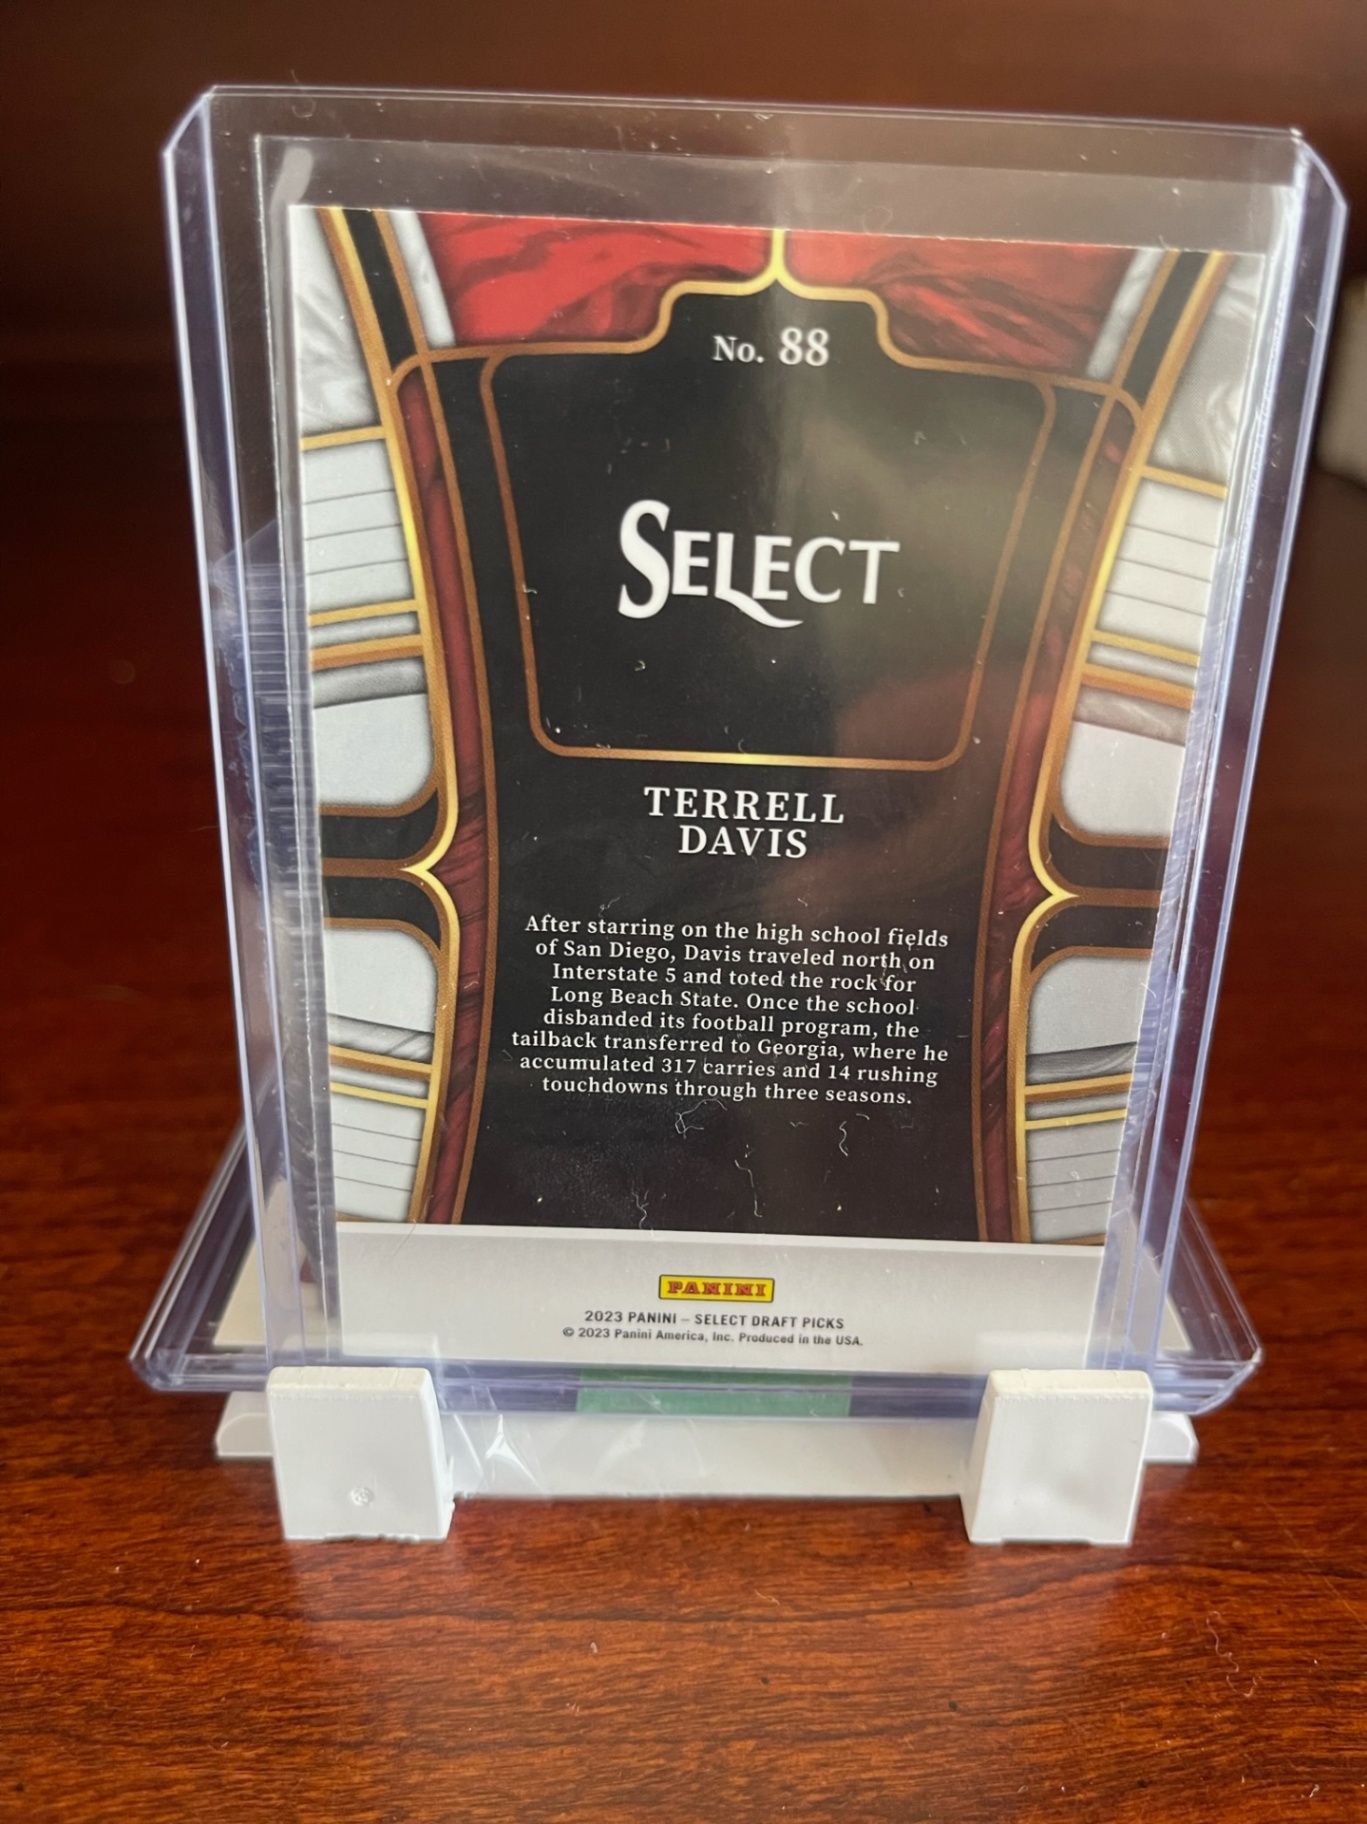 No. 88
SELECT
TERRELL
DAVIS
After starring on the high school fields
of San Diego, Davis traveled north on
Interstate 5 and toted the rock for
Long Beach State. Once the school
disbanded its football program, the
tailback transferred to Georgia, where he
accumulated 317 carries and 14 rushing
touchdowns through three seasons.
PANINI
2023 PANINI – SELECT DRAFT PICKS
© 2023 Panini America, Inc. Produced in the USA.